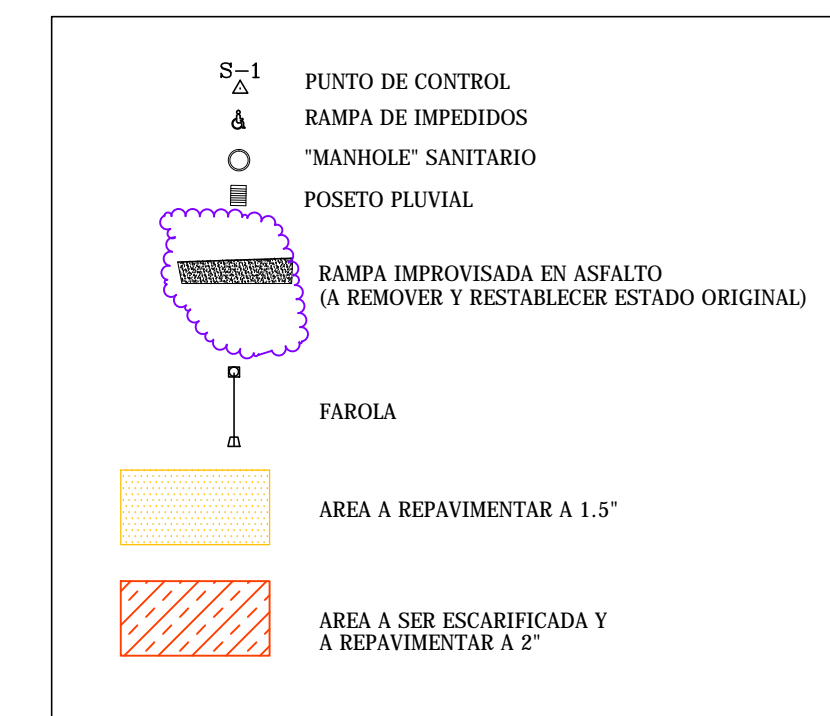 S-1
PUNTO DE CONTROL
RAMPA DE IMPEDIDOS
"MANHOLE" SANITARIO
POSETO PLUVIAL
RAMPA IMPROVISADA EN ASFALTO
(A REMOVER Y RESTABLECER ESTADO ORIGINAL)
FAROLA
AREA A REPAVIMENTAR A 1.5"
AREA A SER ESCARIFICADA Y
A REPAVIMENTAR A 2"